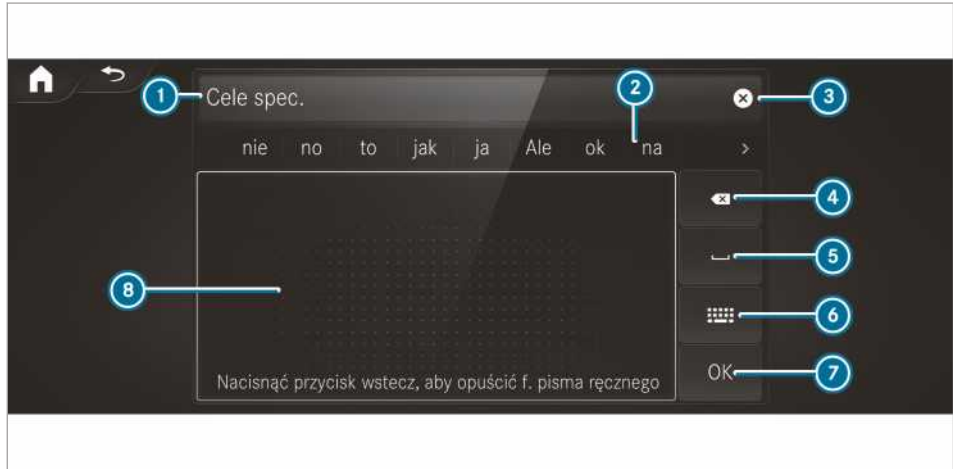 1 Cele spec. 2 3
nie no to jak ja Ale ok na >
4
5
8 6
Nacisnąć przycisk wstecz, aby opuścić f. pisma ręcznego OK 7